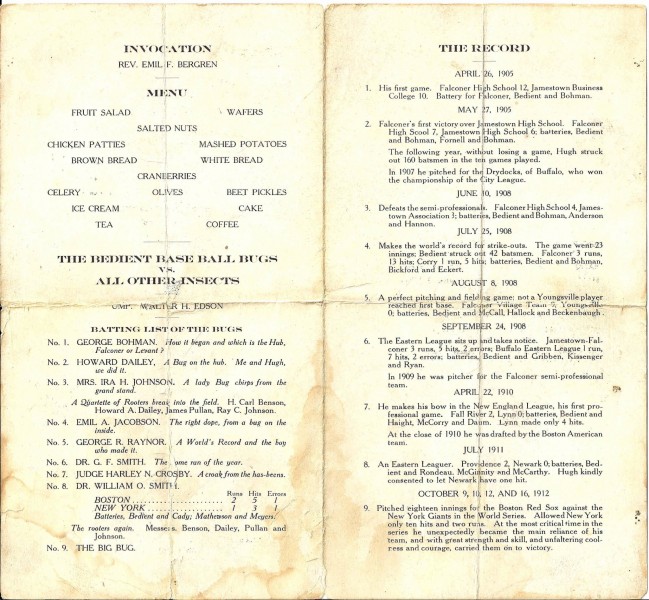 INVOCATION
REV. EMIL F. BERGREN
MENU
FRUIT SALAD WAFERS
SALTED NUTS
CHICKEN PATTIES MASHED POTATOES
BROWN BREAD WHITE BREAD
CRANBERRIES
CELERY OLIVES BEET PICKLES
ICE CREAM CAKE
TEA COFFEE
THE BEDIENT BASE BALL BUGS
VS.
ALL OTHER INSECTS
UMP. WALTER H. EDSON
BATTING LIST OF THE BUGS
No. 1. GEORGE BOHMAN. How it began and which is the Hub,
Falconer or Levant?
No. 2. HOWARD DAILEY, A Bug on the hub. Me and Hugh,
we did it.
No. 3. MRS. IRA H. JOHNSON. A lady Bug chirps from the
grand stand.
A Quartette of Rooters break into the field. H. Carl Benson,
Howard A. Dailey, James Pullan, Ray C. Johnson.
No. 4. EMIL A. JACOBSON. The right dope, from a bug on the
inside.
No. 5. GEORGE R. RAYNOR. A World's Record and the boy
who made it.
No. 6. DR. G. F. SMITH. The home run of the year.
No. 7. JUDGE HARLEY N. CROSBY. A croak from the has-beens.
No. 8. DR. WILLIAM O. SMITH.
Runs Hits Errors
BOSTON 2 5 1
NEW YORK 1 3 1
Batteries, Bedient and Cady; Mathewson and Meyers.
The rooters again. Messers. Benson, Dailey, Pullan and
Johnson.
No. 9. THE BIG BUG.
THE RECORD
APRIL 26, 1905
1. His first game. Falconer High School 12, Jamestown Business
College 10. Battery for Falconer, Bedient and Bohman.
MAY 27, 1905
2. Falconer's first victory over Jamestown High School. Falconer
High Scool 7, Jamestown High School 6; batteries, Bedient
and Bohman, Fornell and Bohman.
The following year, without losing a game, Hugh struck
out 160 batsmen in the ten games played.
In 1907 he pitched for the Drydocks, of Buffalo, who won
the championship of the City League.
JUNE 10, 1908
3. Defeats the semi-professionals. Falconer High School 4, James-
town Association 3; batteries, Bedient and Bohman, Anderson
and Hannon.
JULY 25, 1908
4. Makes the world's record for strike-outs. The game went 23
innings; Bedient struck out 42 batsmen. Falconer 3 runs,
13 hits; Corry 1 run, 5 hits; batteries, Bedient and Bohman,
Bickford and Eckert.
AUGUST 8, 1908
5. A perfect pitching and fielding game: not a Youngsville player
reached first base. Falconer Village Team 7, Youngsville
0; batteries, Bedient and McCall, Hallock and Beckenbaugh.
SEPTEMBER 24, 1908
6. The Eastern League sits up and takes notice. Jamestown-Fal-
coner 3 runs, 5 hits, 2 errors; Buffalo Eastern League 1 run,
7 hits, 2 errors; batteries, Bedient and Gribben, Kissenger
and Ryan.
In 1909 he was pitcher for the Falconer semi-professional
team.
APRIL 22, 1910
7. He makes his bow in the New England League, his first pro-
fessional game. Fall River 2, Lynn 0; batteries, Bedient and
Haight, McCorry and Daum. Lynn made only 4 hits.
At the close of 1910 he was drafted by the Boston American
team.
JULY 1911
8. An Eastern Leaguer. Providence 2, Newark 0; batteries, Bed-
ient and Rondeau. McGinnity and McCarthy. Hugh kindly
consented to let Newark have one hit.
OCTOBER 9, 10, 12, AND 16, 1912
9. Pitched eighteen innings for the Boston Red Sox against the
New York Giants in the World Series. Allowed New York
only ten hits and two runs. At the most critical time in the
series he unexpectedly became the main reliance of his
team, and with great strength and skill, and unfaltering cool-
ness and courage, carried them on to victory.